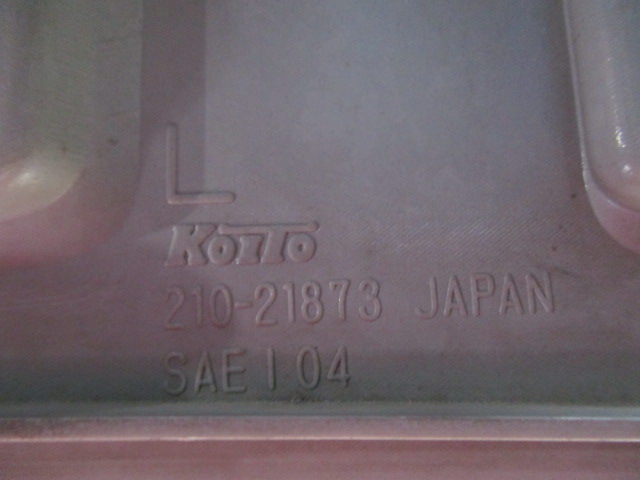 L
KOITO
210-21873 JAPAN
SAE I 04